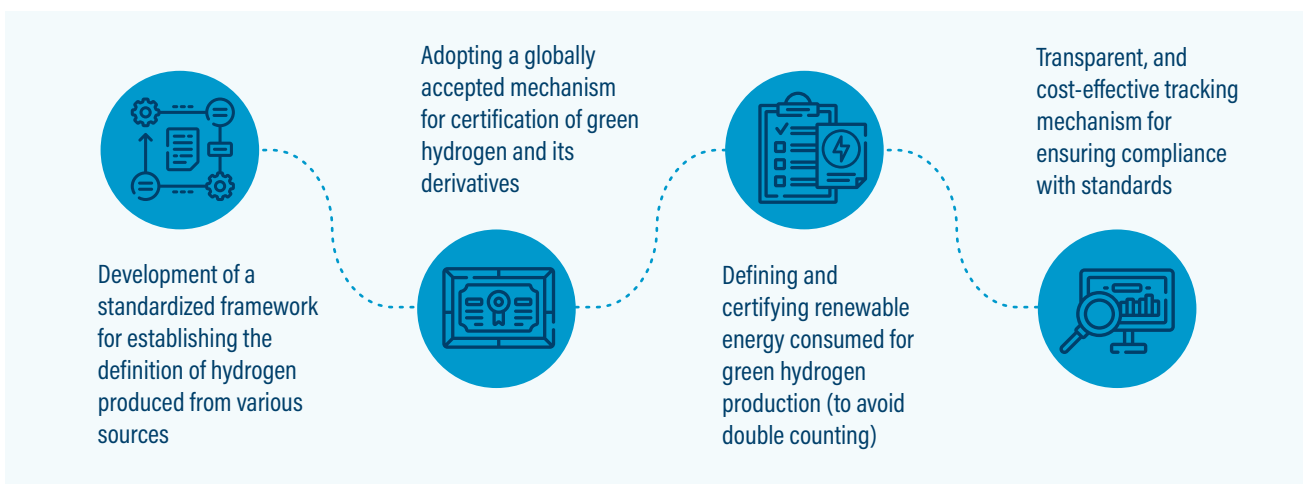 Development of a
standardized framework
for establishing the
definition of hydrogen
produced from various
sources
Adopting a globally
accepted mechanism
for certification of green
hydrogen and its
derivatives
Defining and
certifying renewable
energy consumed for
green hydrogen
production (to avoid
double counting)
Transparent, and
cost-effective tracking
mechanism for
ensuring compliance
with standards